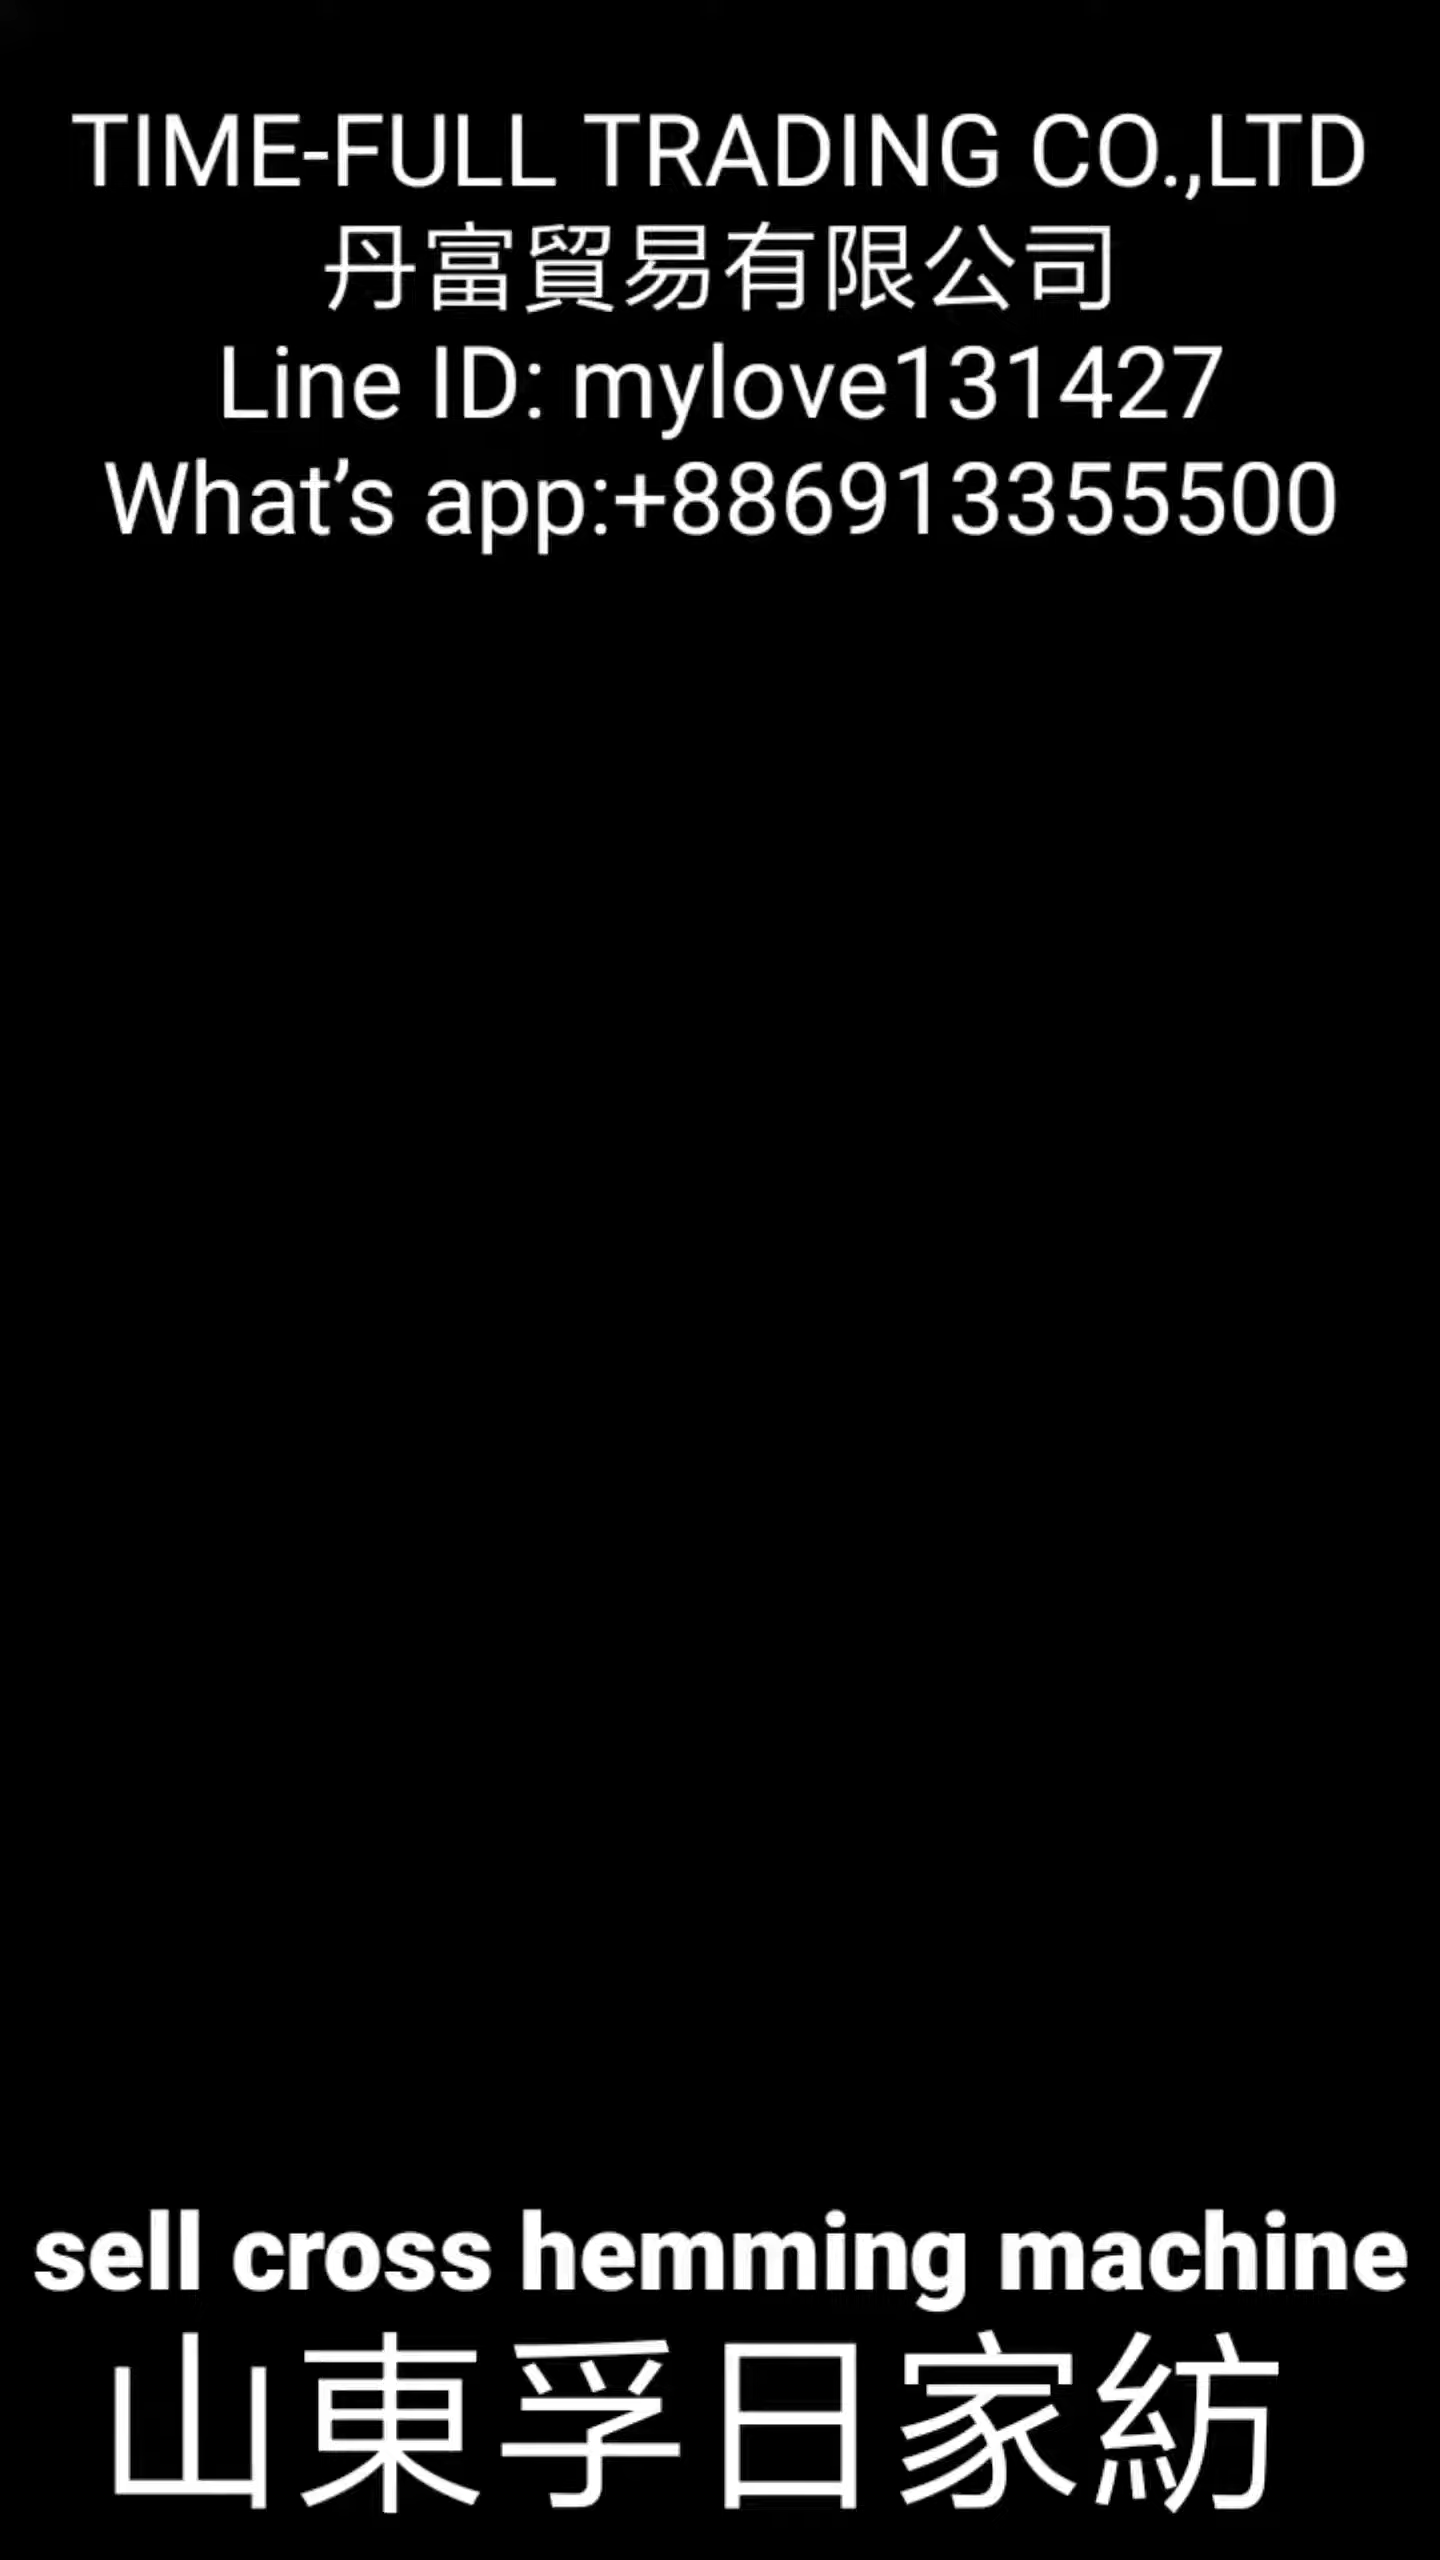 TIME-FULL TRADING CO.,LTD
丹富貿易有限公司
Line ID: mylove131427
What’s app:+886913355500
sell cross hemming machine
山東孚日家紡